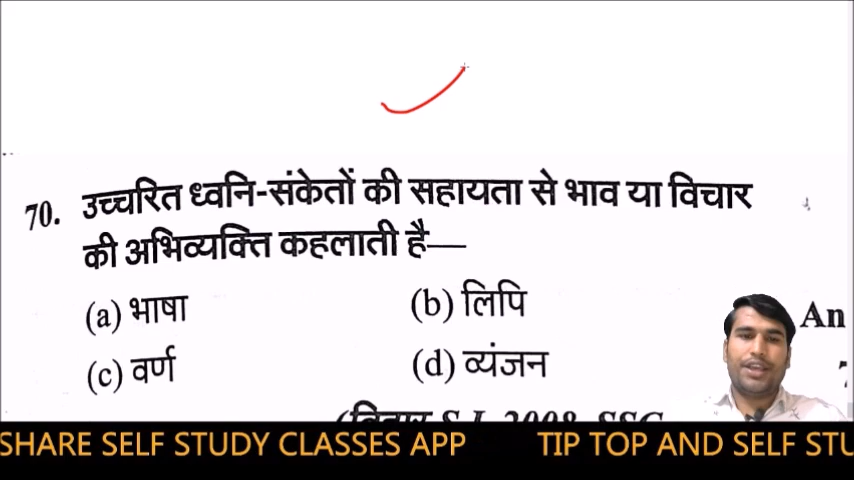 70. उच्चरित ध्वनि-संकेतों की सहायता से भाव या विचार
की अभिव्यक्ति कहलाती है—
(a) भाषा (b) लिपि
An
(c) वर्ण (d) व्यंजन
SHARE SELF STUDY CLASSES APP TIP TOP AND SELF STU